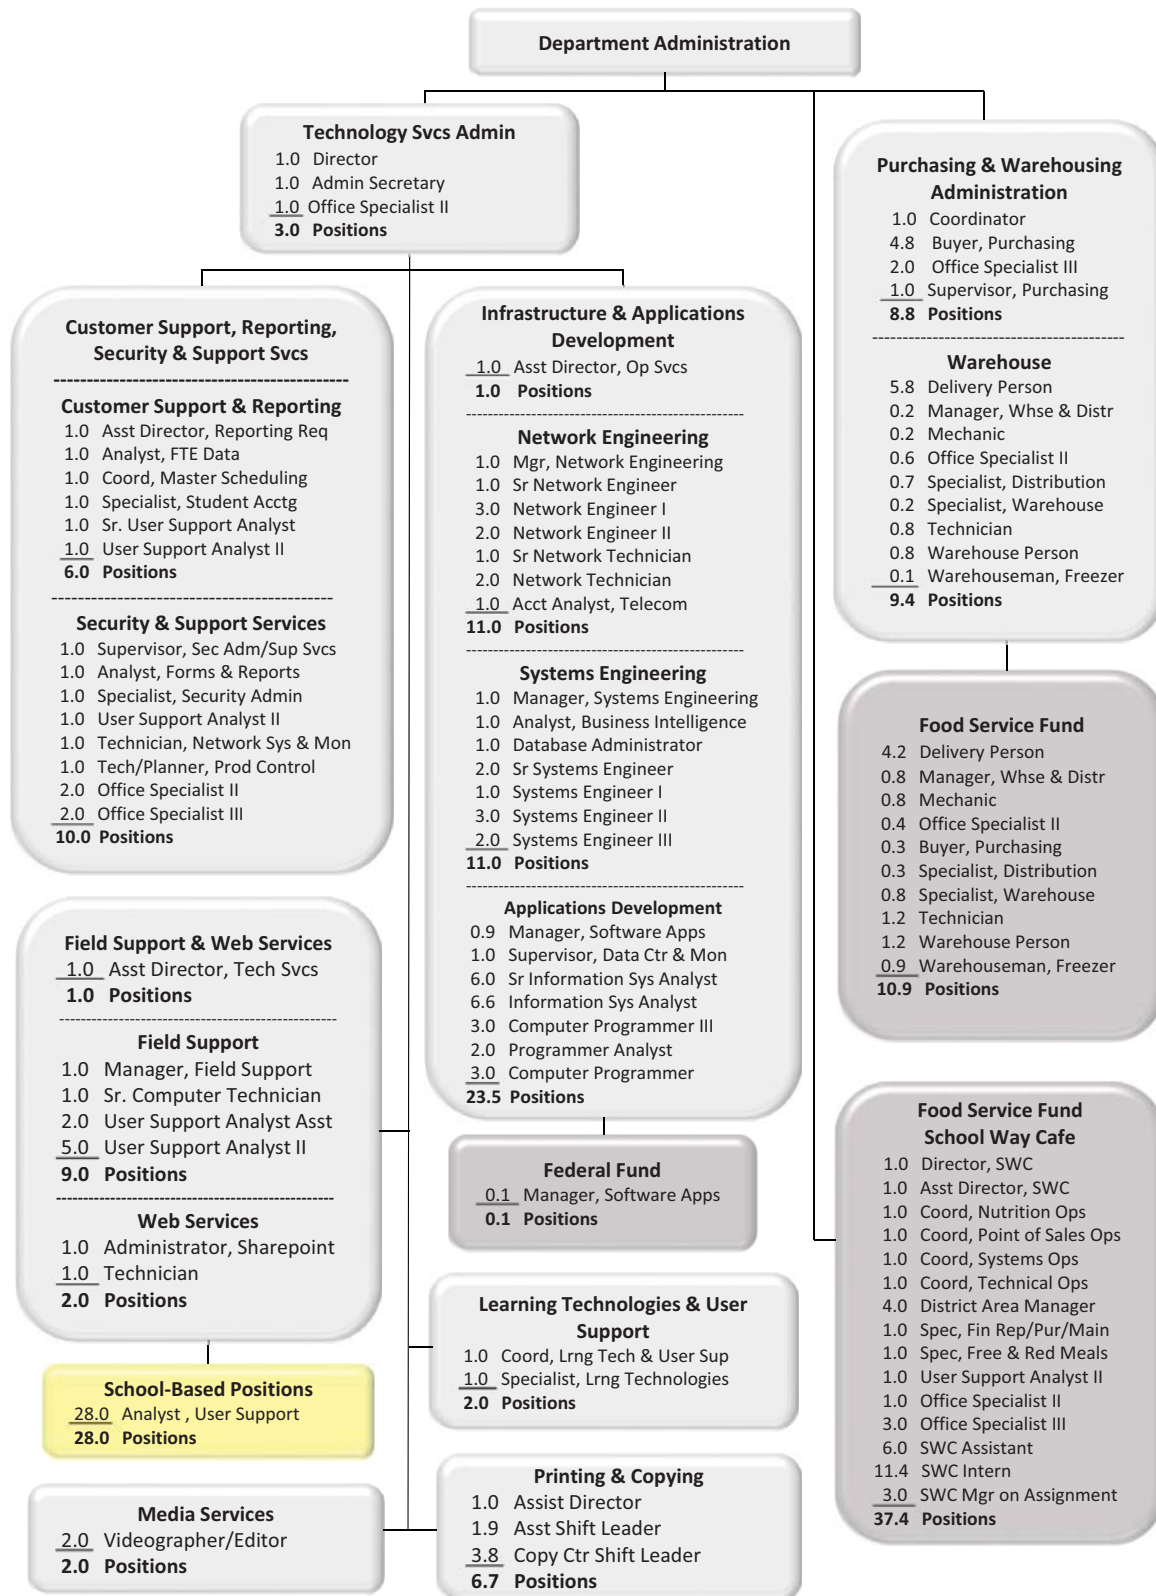 Department Administration
Technology Svcs Admin
1.0 Director
1.0 Admin Secretary
1.0 Office Specialist II
3.0 Positions
Purchasing & Warehousing
Administration
1.0 Coordinator
4.8 Buyer, Purchasing
2.0 Office Specialist III
1.0 Supervisor, Purchasing
8.8 Positions
--------------------------------------------
Warehouse
5.8 Delivery Person
0.2 Manager, Whse & Distr
0.2 Mechanic
0.6 Office Specialist II
0.7 Specialist, Distribution
0.2 Specialist, Warehouse
0.8 Technician
0.8 Warehouse Person
0.1 Warehouseman, Freezer
9.4 Positions
Customer Support, Reporting,
Security & Support Svcs
--------------------------------------------
Customer Support & Reporting
1.0 Asst Director, Reporting Req
1.0 Analyst, FTE Data
1.0 Coord, Master Scheduling
1.0 Specialist, Student Acctg
1.0 Sr. User Support Analyst
1.0 User Support Analyst II
6.0 Positions
--------------------------------------------
Security & Support Services
1.0 Supervisor, Sec Adm/Sup Svcs
1.0 Analyst, Forms & Reports
1.0 Specialist, Security Admin
1.0 User Support Analyst II
1.0 Technician, Network Sys & Mon
1.0 Tech/Planner, Prod Control
2.0 Office Specialist II
2.0 Office Specialist III
10.0 Positions
Infrastructure & Applications
Development
1.0 Asst Director, Op Svcs
1.0 Positions
--------------------------------------------
Network Engineering
1.0 Mgr, Network Engineering
1.0 Sr Network Engineer
3.0 Network Engineer I
2.0 Network Engineer II
1.0 Sr Network Technician
2.0 Network Technician
1.0 Acct Analyst, Telecom
11.0 Positions
--------------------------------------------
Systems Engineering
1.0 Manager, Systems Engineering
1.0 Analyst, Business Intelligence
1.0 Database Administrator
2.0 Sr Systems Engineer
1.0 Systems Engineer I
3.0 Systems Engineer II
2.0 Systems Engineer III
11.0 Positions
--------------------------------------------
Applications Development
0.9 Manager, Software Apps
1.0 Supervisor, Data Ctr & Mon
6.0 Sr Information Sys Analyst
6.6 Information Sys Analyst
3.0 Computer Programmer III
2.0 Programmer Analyst
3.0 Computer Programmer
23.5 Positions
Federal Fund
0.1 Manager, Software Apps
0.1 Positions
Food Service Fund
4.2 Delivery Person
0.8 Manager, Whse & Distr
0.8 Mechanic
0.4 Office Specialist II
0.3 Buyer, Purchasing
0.3 Specialist, Distribution
0.8 Specialist, Warehouse
1.2 Technician
1.2 Warehouse Person
0.9 Warehouseman, Freezer
10.9 Positions
Field Support & Web Services
1.0 Asst Director, Tech Svcs
1.0 Positions
--------------------------------------------
Field Support
1.0 Manager, Field Support
1.0 Sr. Computer Technician
2.0 User Support Analyst Asst
5.0 User Support Analyst II
9.0 Positions
--------------------------------------------
Web Services
1.0 Administrator, Sharepoint
1.0 Technician
2.0 Positions
School-Based Positions
28.0 Analyst , User Support
28.0 Positions
Media Services
2.0 Videographer/Editor
2.0 Positions
Learning Technologies & User
Support
1.0 Coord, Lrng Tech & User Sup
1.0 Specialist, Lrng Technologies
2.0 Positions
Printing & Copying
1.0 Assist Director
1.9 Asst Shift Leader
3.8 Copy Ctr Shift Leader
6.7 Positions
Food Service Fund
School Way Cafe
1.0 Director, SWC
1.0 Asst Director, SWC
1.0 Coord, Nutrition Ops
1.0 Coord, Point of Sales Ops
1.0 Coord, Systems Ops
1.0 Coord, Technical Ops
4.0 District Area Manager
1.0 Spec, Fin Rep/Pur/Main
1.0 Spec, Free & Red Meals
1.0 User Support Analyst II
1.0 Office Specialist II
3.0 Office Specialist III
6.0 SWC Assistant
11.4 SWC Intern
3.0 SWC Mgr on Assignment
37.4 Positions